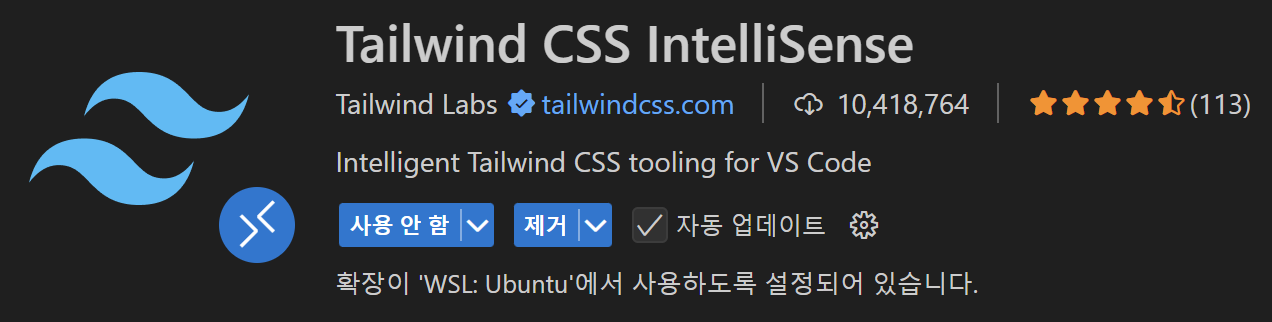 Tailwind CSS IntelliSense
Tailwind Labs tailwindcss.com 10,418,764 (113)
Intelligent Tailwind CSS tooling for VS Code
사용 안 함 제거 자동 업데이트
확장이 'WSL: Ubuntu'에서 사용하도록 설정되어 있습니다.